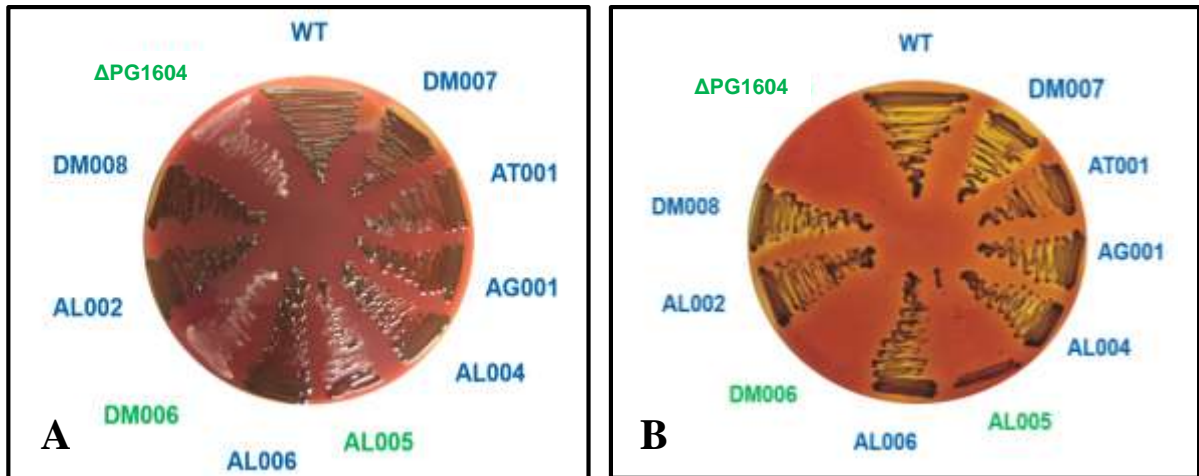 WT
ΔPG1604
DM007
DM008
AT001
AG001
AL002
AL004
DM006
AL005
AL006
A
WT
ΔPG1604
DM007
AT001
DM008
AG001
AL002
AL004
DM006
AL005
AL006
B